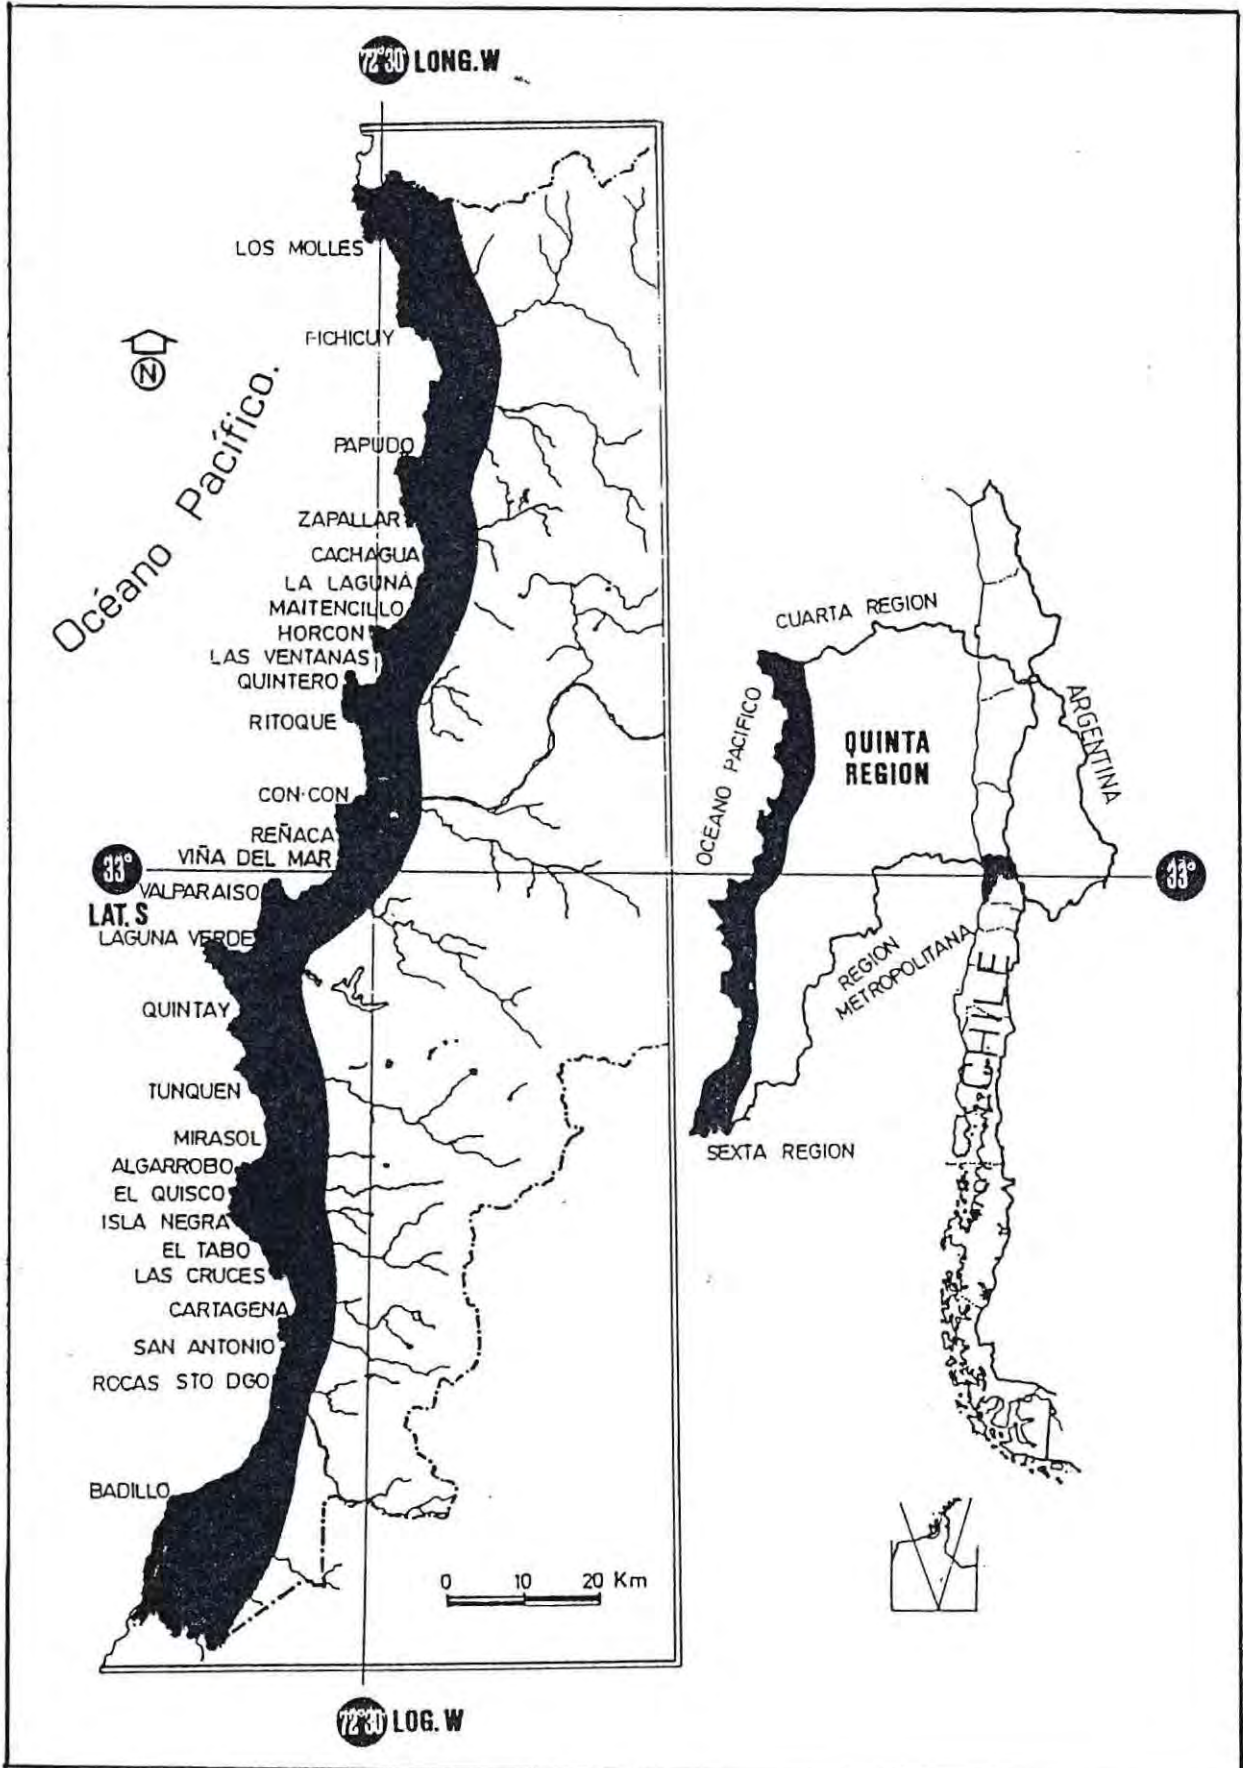 72°30' LONG.W
LOS MOLLES
PICHICUY
N
Océano Pacífico.
PAPUDO
ZAPALLAR
CACHAGUA
LA LAGUNA
MAITENCILLO
HORCON
LAS VENTANAS
QUINTERO
RITOQUE
CON-CON
REÑACA
VIÑA DEL MAR
33°
LAT. S
VALPARAISO
LAGUNA VERDE
QUINTAY
TUNQUEN
MIRASOL
ALGARROBO
EL QUISCO
ISLA NEGRA
EL TABO
LAS CRUCES
CARTAGENA
SAN ANTONIO
ROCAS STO DGO
BADILLO
0 10 20 Km
72°30' LOG. W
CUARTA REGION
OCEANO PACIFICO
QUINTA
REGION
ARGENTINA
33°
REGION
METROPOLITANA
CHILE
SEXTA REGION